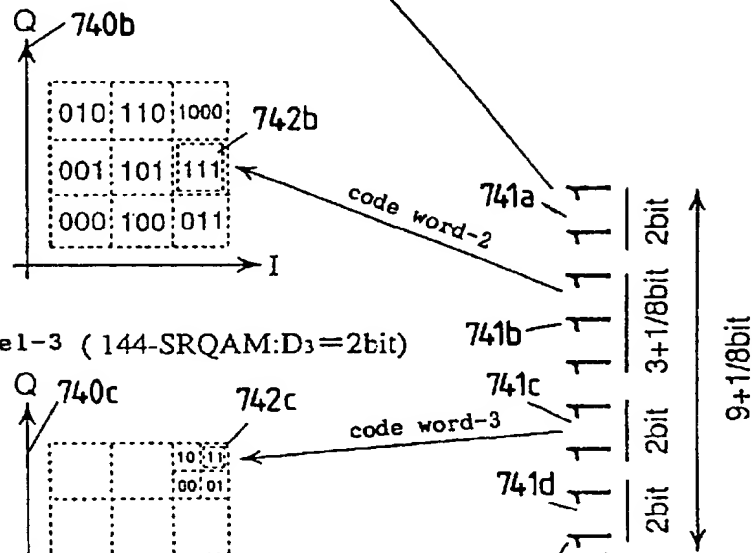 Q 740b
010 110 1000
742b
001 101 111
000 100 011
I
code word-2
741a
2bit
741b
3+1/8bit
9+1/8bit
el-3 (144-SRQAM:D3=2bit)
Q 740c
742c
741c
code word-3
2bit
10 11
00 01
741d
2bit